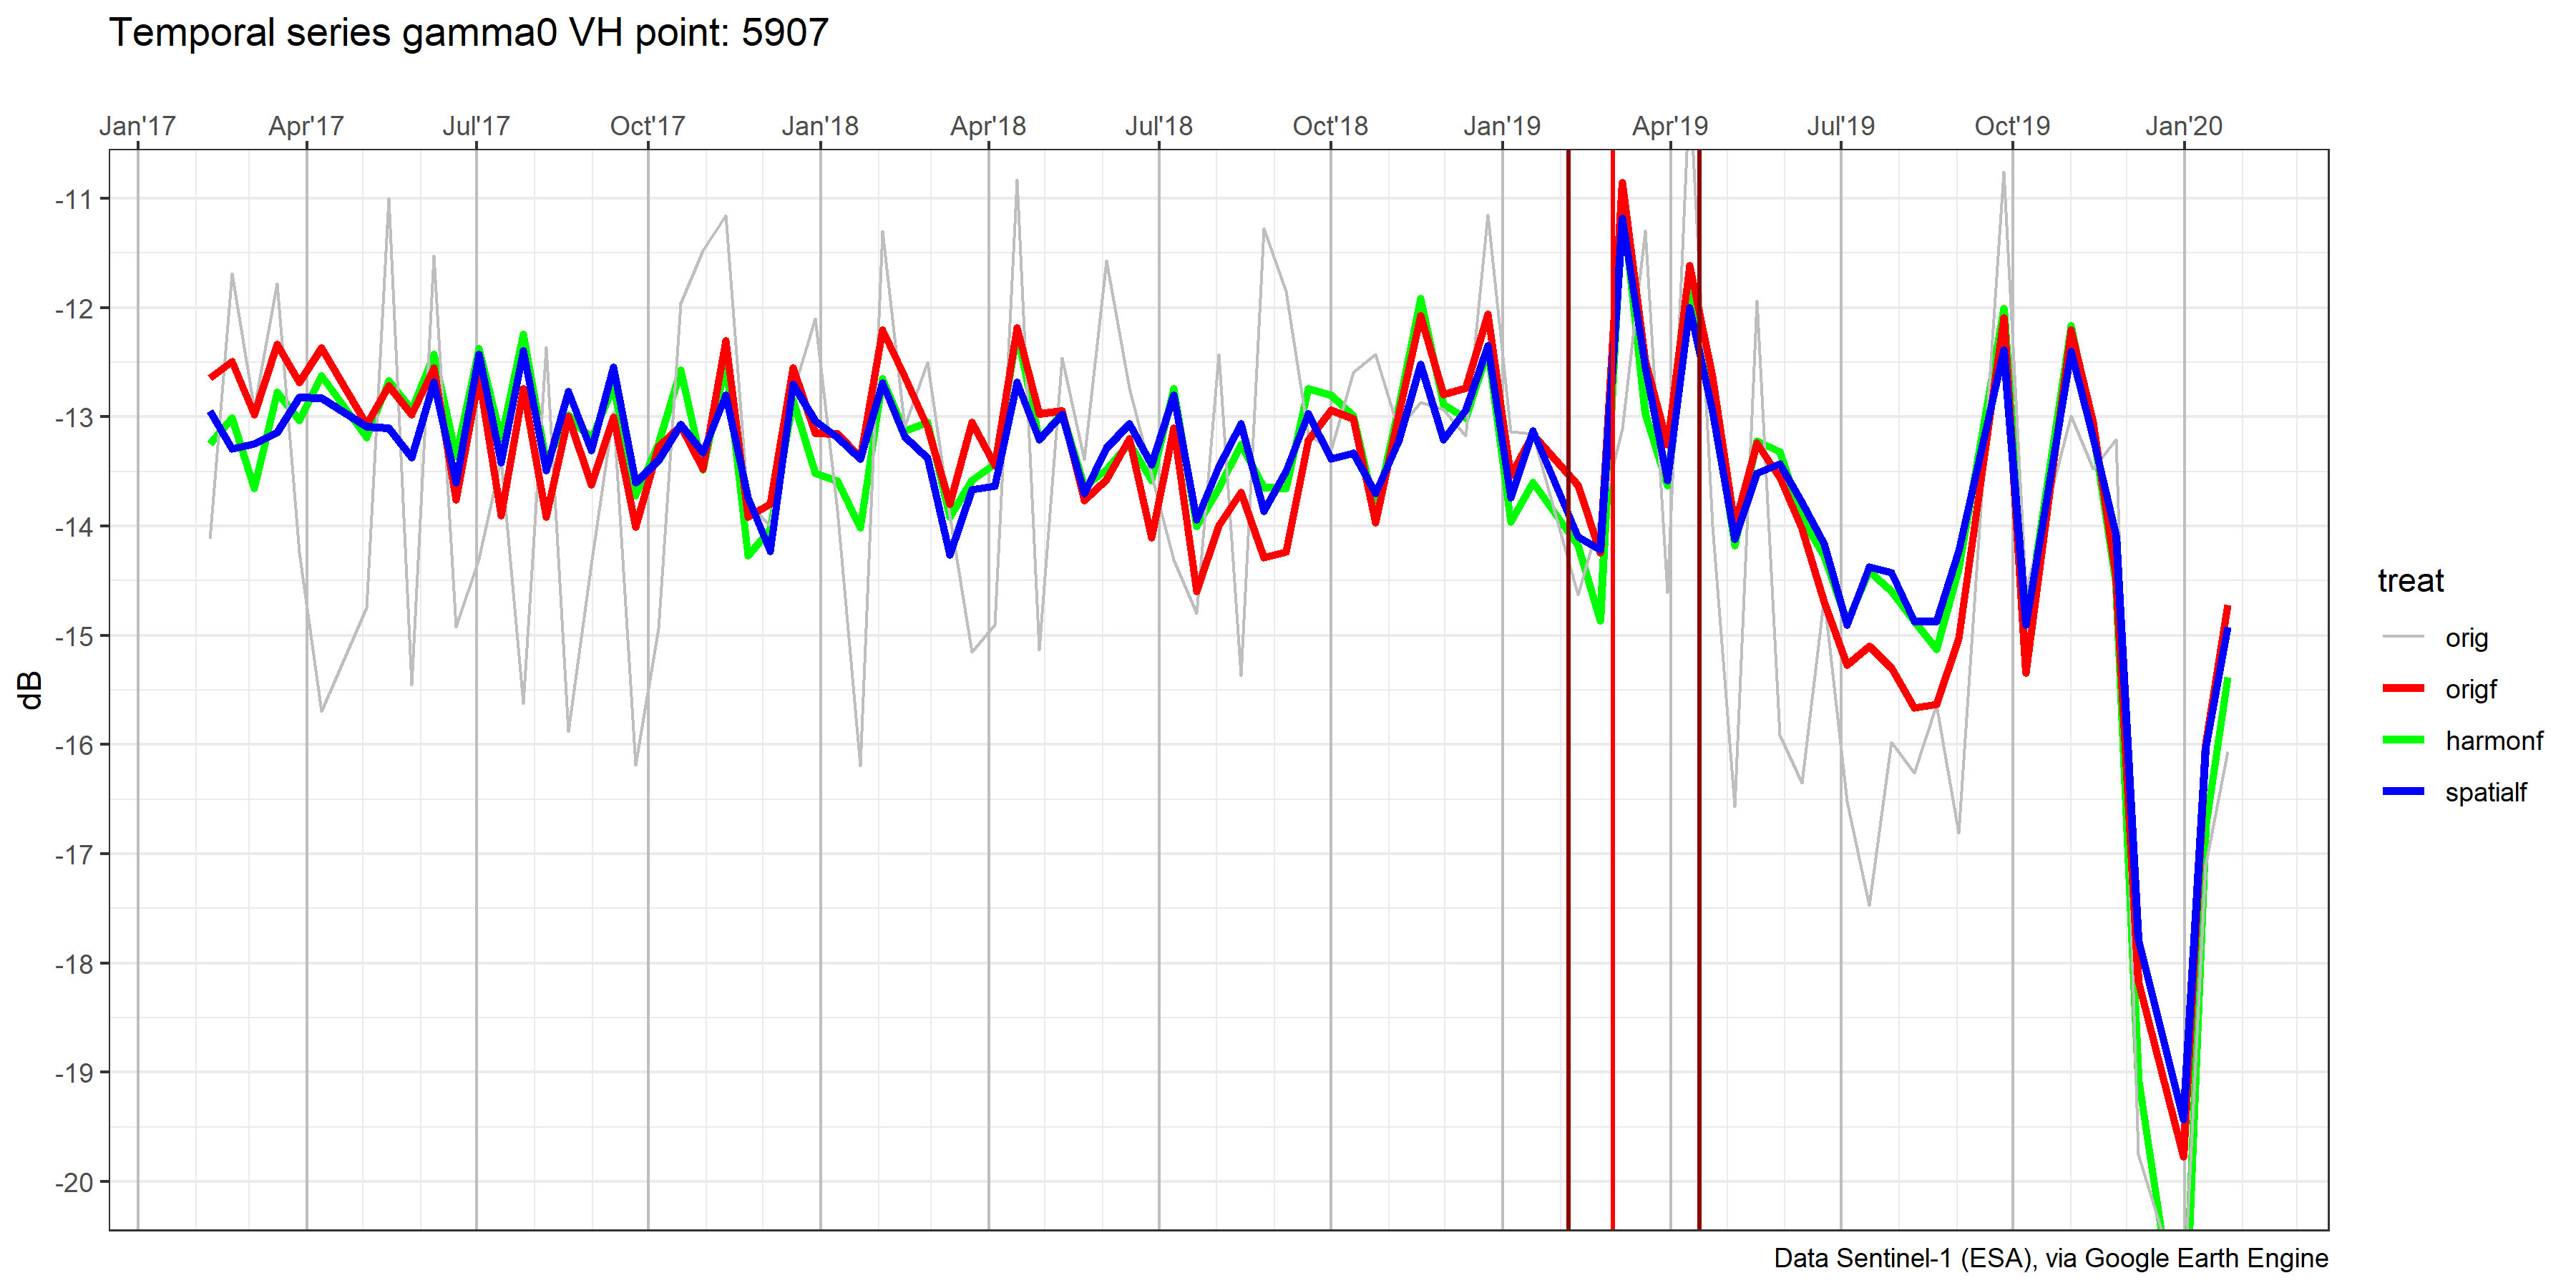 Temporal series gamma0 VH point: 5907
Jan'17 Apr'17 Jul'17 Oct'17 Jan'18 Apr'18 Jul'18 Oct'18 Jan'19 Apr'19 Jul'19 Oct'19 Jan'20
-11
-12
-13
-14
-15
-16
-17
-18
-19
-20
dB
treat
orig
origf
harmonf
spatialf
Data Sentinel-1 (ESA), via Google Earth Engine